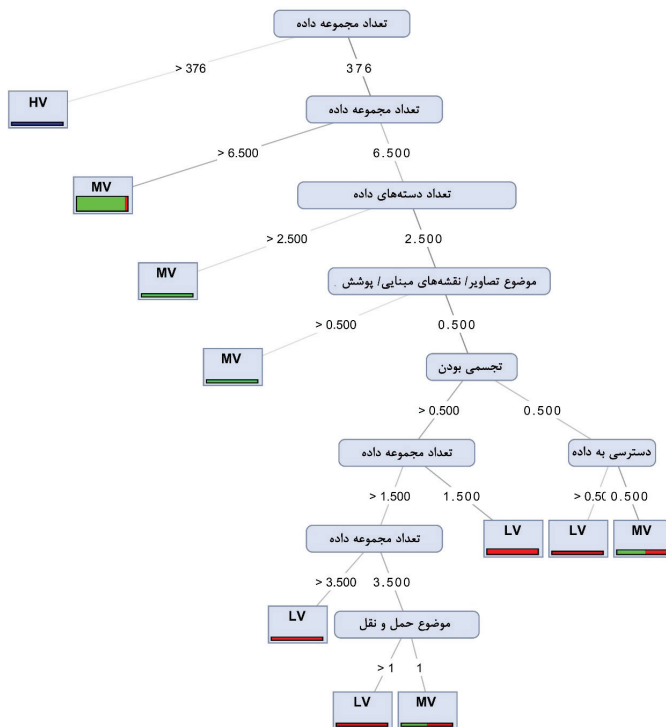 تعداد مجموعه داده
> 376
376
HV
تعداد مجموعه داده
> 6.500
6.500
MV
تعداد دسته‌های داده
> 2.500
2.500
MV
موضوع تصاویر/ نقشه‌های مبنایی/ پوشش
> 0.500
0.500
MV
تجسمی بودن
> 0.500
0.500
تعداد مجموعه داده
دسترسی به داده
> 1.500
1.500
> 0.50
0.500
LV
LV
MV
تعداد مجموعه داده
> 3.500
3.500
LV
موضوع حمل و نقل
> 1
1
LV
MV